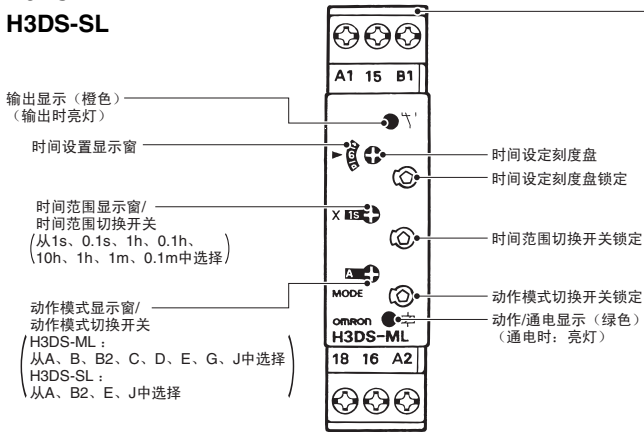 H3DS-SL
A1 15 B1
输出显示（橙色）
（输出时亮灯）
时间设置显示窗
6
时间设定刻度盘
时间设定刻度盘锁定
时间范围显示窗/
时间范围切换开关
(从1s、0.1s、1h、0.1h、
10h、1h、1m、0.1m中选择)
X 1s
时间范围切换开关锁定
A
MODE
动作模式切换开关锁定
动作模式显示窗/
动作模式切换开关
H3DS-ML：
从A、B、B2、C、D、E、G、J中选择
H3DS-SL：
从A、B2、E、J中选择
omron
H3DS-ML
动作/通电显示（绿色）
（通电时：亮灯）
18 16 A2